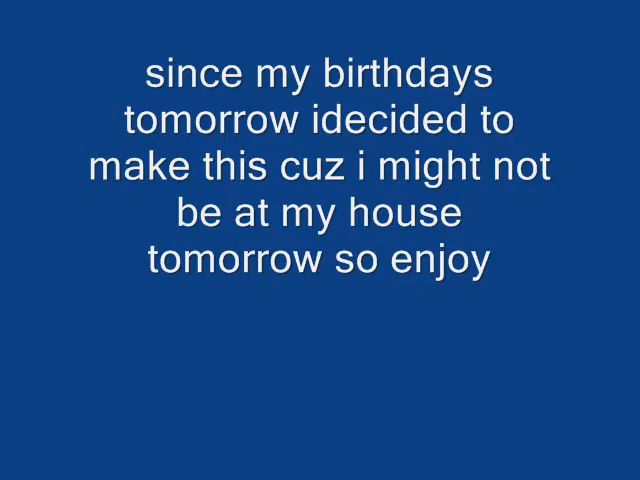 since my birthdays
tomorrow idecided to
make this cuz i might not
be at my house
tomorrow so enjoy